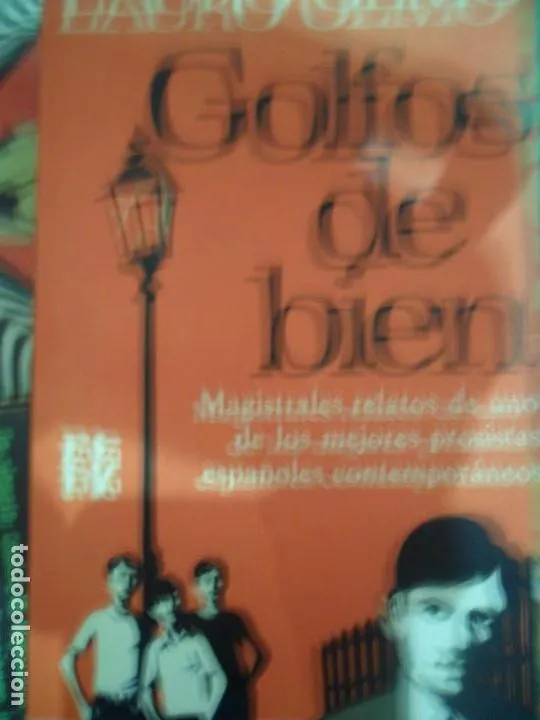 LAURO OLMO
Golfos
de
bien
Magistrales relatos de uno
de los mejores prosistas
españoles contemporáneos
todocoleccion